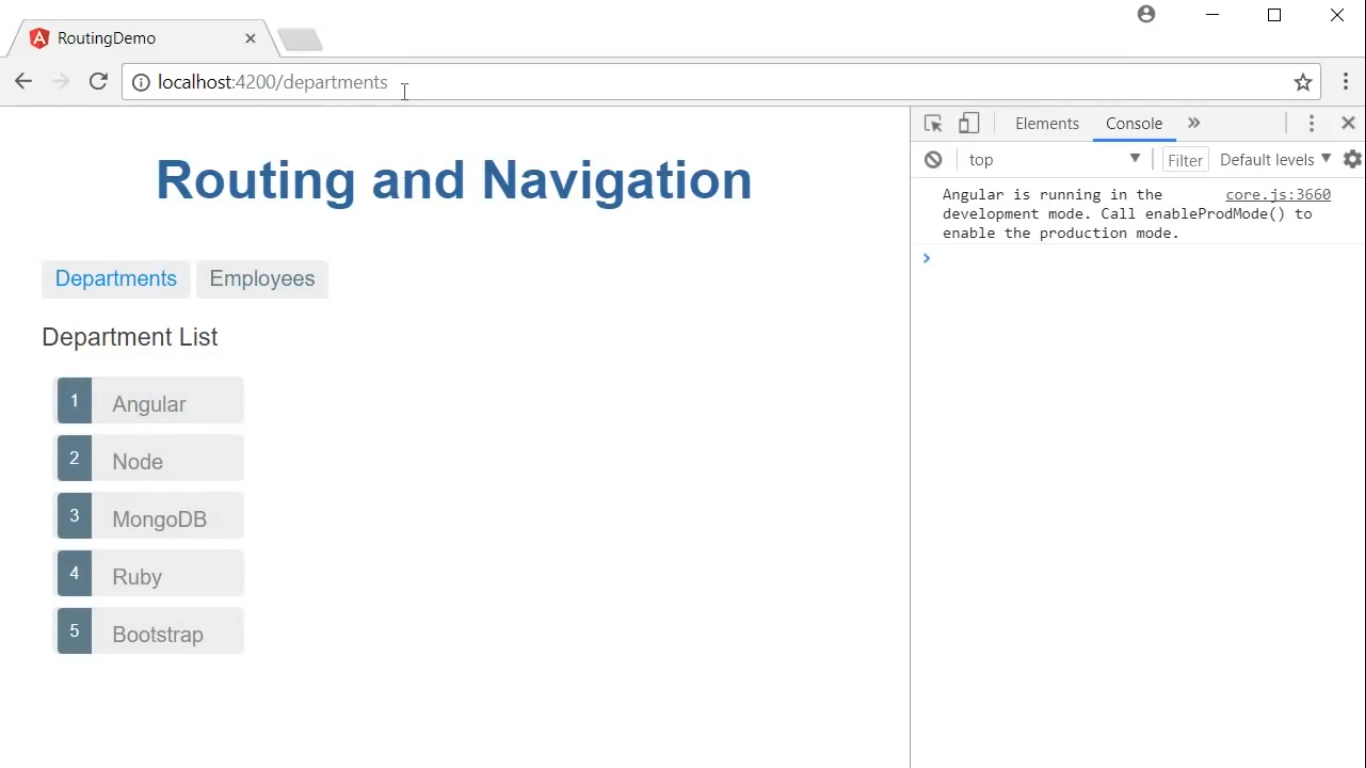 RoutingDemo
localhost:4200/departments
Elements Console
top Filter Default levels
Angular is running in the core.js:3660
development mode. Call enableProdMode() to
enable the production mode.
Routing and Navigation
Departments Employees
Department List
1 Angular
2 Node
3 MongoDB
4 Ruby
5 Bootstrap